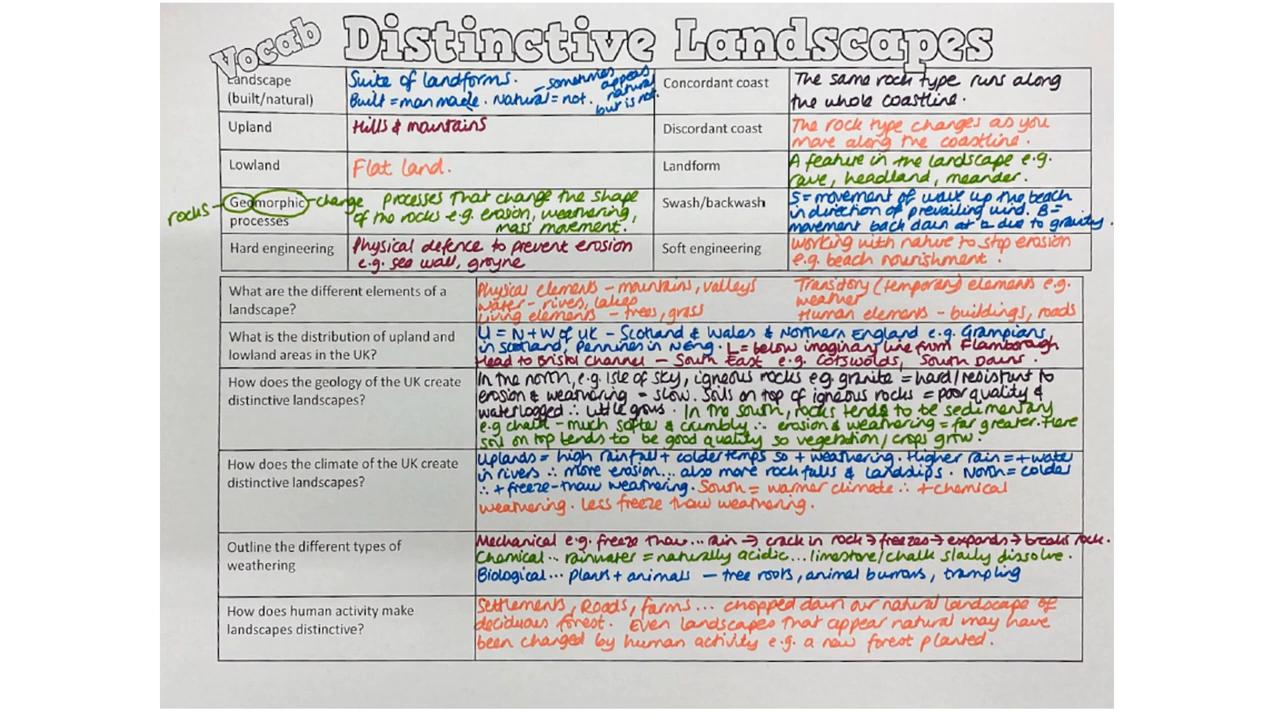 Vocab Distinctive Landscapes
Landscape
(built/natural)
Suite of landforms. - sometimes
appears
Built = man made. Natural = not. natural
but is not.
Concordant coast
The same rock type runs along
the whole coastline.
Upland
Hills & mountains
Discordant coast
The rock type changes as you
move along the coastline.
Lowland
Flat land.
Landform
A feature in the landscape e.g.
cave, headland, meander.
rocks - Geomorphic - change
processes
processes that change the shape
of the rocks e.g. erosion, weathering,
mass movement.
Swash/backwash
S = movement of wave up the beach
in direction of prevailing wind. B =
movement back down at L due to gravity.
Hard engineering
Physical defence to prevent erosion
e.g. sea wall, groyne
Soft engineering
working with nature to stop erosion
e.g. beach nourishment.
What are the different elements of a
landscape?
Physical elements - mountains, valleys
water - rivers, lakes
Living elements - trees, grass
Transitory (temporary) elements e.g.
weather
Human elements - buildings, roads
What is the distribution of upland and
lowland areas in the UK?
U = N + W of UK - Scotland & Wales & Northern England e.g. Grampians
in Scotland, Pennines in N Eng. L = below imaginary line from Flamborough
Head to Bristol Channel - South East e.g. Cotswolds, South Downs.
How does the geology of the UK create
distinctive landscapes?
In the north, e.g. Isle of Sky, igneous rocks eg. granite = hard/resistant to
erosion & weathering = slow. Soils on top of igneous rocks = poor quality &
waterlogged ∴ little grows. In the south, rocks tends to be sedimentary
e.g chalk - much softer & crumbly ∴ erosion & weathering = far greater. Here
soil on top tends to be good quality so vegetation/crops grow.
How does the climate of the UK create
distinctive landscapes?
Uplands = high rainfall + colder temps so + weathering. Higher rain = + water
in rivers ∴ more erosion... also more rock falls & landslips. North = colder
∴ + freeze-thaw weathering. South = warmer climate ∴ + chemical
weathering. Less freeze thaw weathering.
Outline the different types of
weathering
Mechanical e.g. freeze thaw... rain → crack in rock → freezes → expands → breaks rock.
Chemical... rainwater = naturally acidic... limestone/chalk slowly dissolve.
Biological... plants + animals - tree roots, animal burrows, trampling
How does human activity make
landscapes distinctive?
Settlements, Roads, farms... chopped down our natural landscape of
deciduous forest. Even landscapes that appear natural may have
been changed by human activity e.g. a new forest planted.